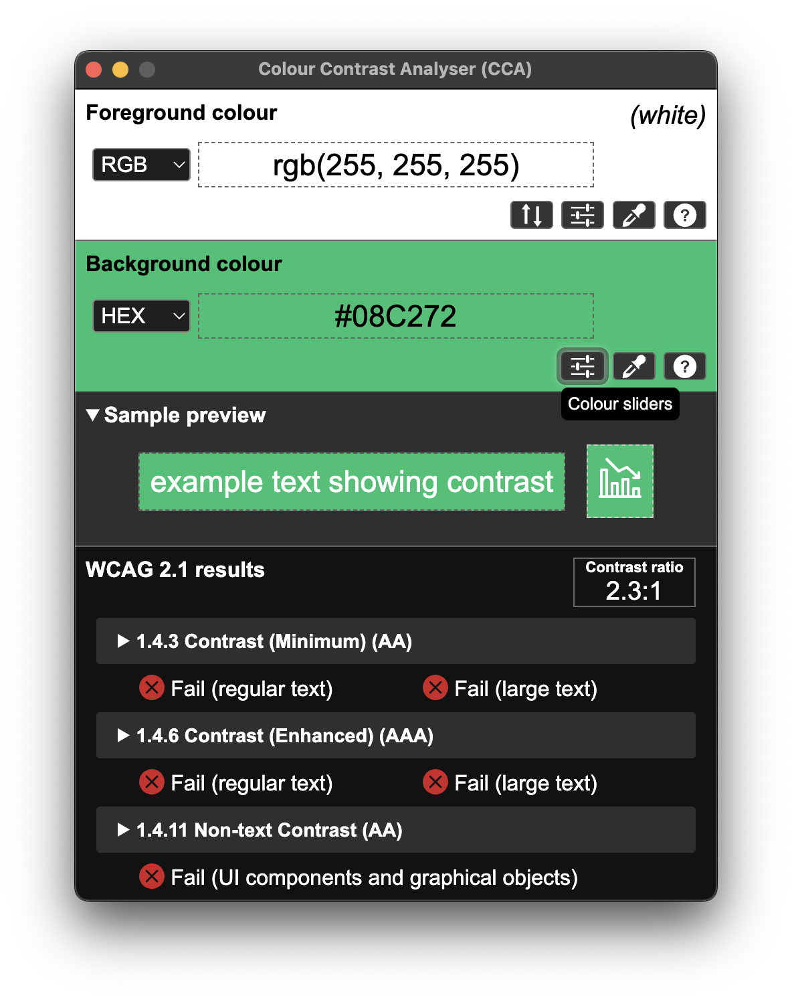 Colour Contrast Analyser (CCA)
Foreground colour
(white)
RGB
rgb(255, 255, 255)
?
Background colour
HEX
#08C272
?
Colour sliders
Sample preview
example text showing contrast
WCAG 2.1 results
Contrast ratio
2.3:1
1.4.3 Contrast (Minimum) (AA)
Fail (regular text)
Fail (large text)
1.4.6 Contrast (Enhanced) (AAA)
Fail (regular text)
Fail (large text)
1.4.11 Non-text Contrast (AA)
Fail (UI components and graphical objects)